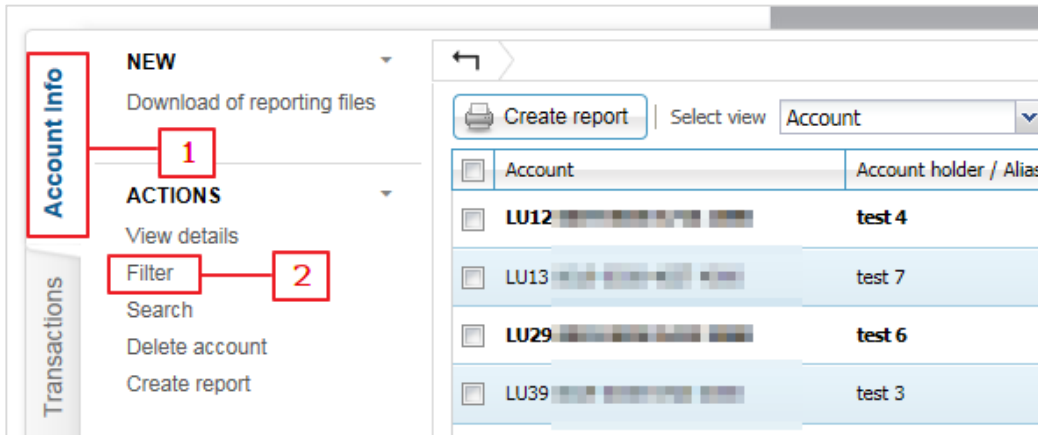 Account Info
Transactions
NEW
Download of reporting files
1
ACTIONS
View details
Filter
2
Search
Delete account
Create report
Create report
Select view
Account
Account
Account holder / Alias
LU12
test 4
LU13
test 7
LU29
test 6
LU39
test 3